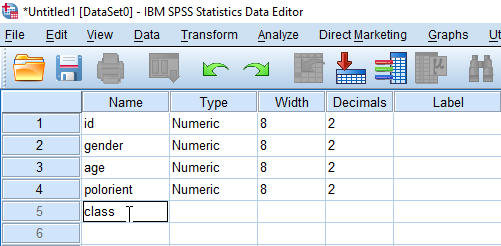 *Untitled1 [DataSet0] - IBM SPSS Statistics Data Editor
File Edit View Data Transform Analyze Direct Marketing Graphs Ut
Name Type Width Decimals Label
1 id Numeric 8 2
2 gender Numeric 8 2
3 age Numeric 8 2
4 polorient Numeric 8 2
5 class
6